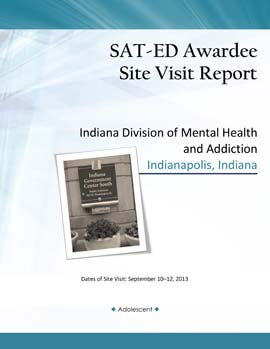 SAT-ED Awardee
Site Visit Report
Indiana Division of Mental Health
and Addiction
Indianapolis, Indiana
Indiana
Government
Center South
Dates of Site Visit: September 10–12, 2013
Adolescent